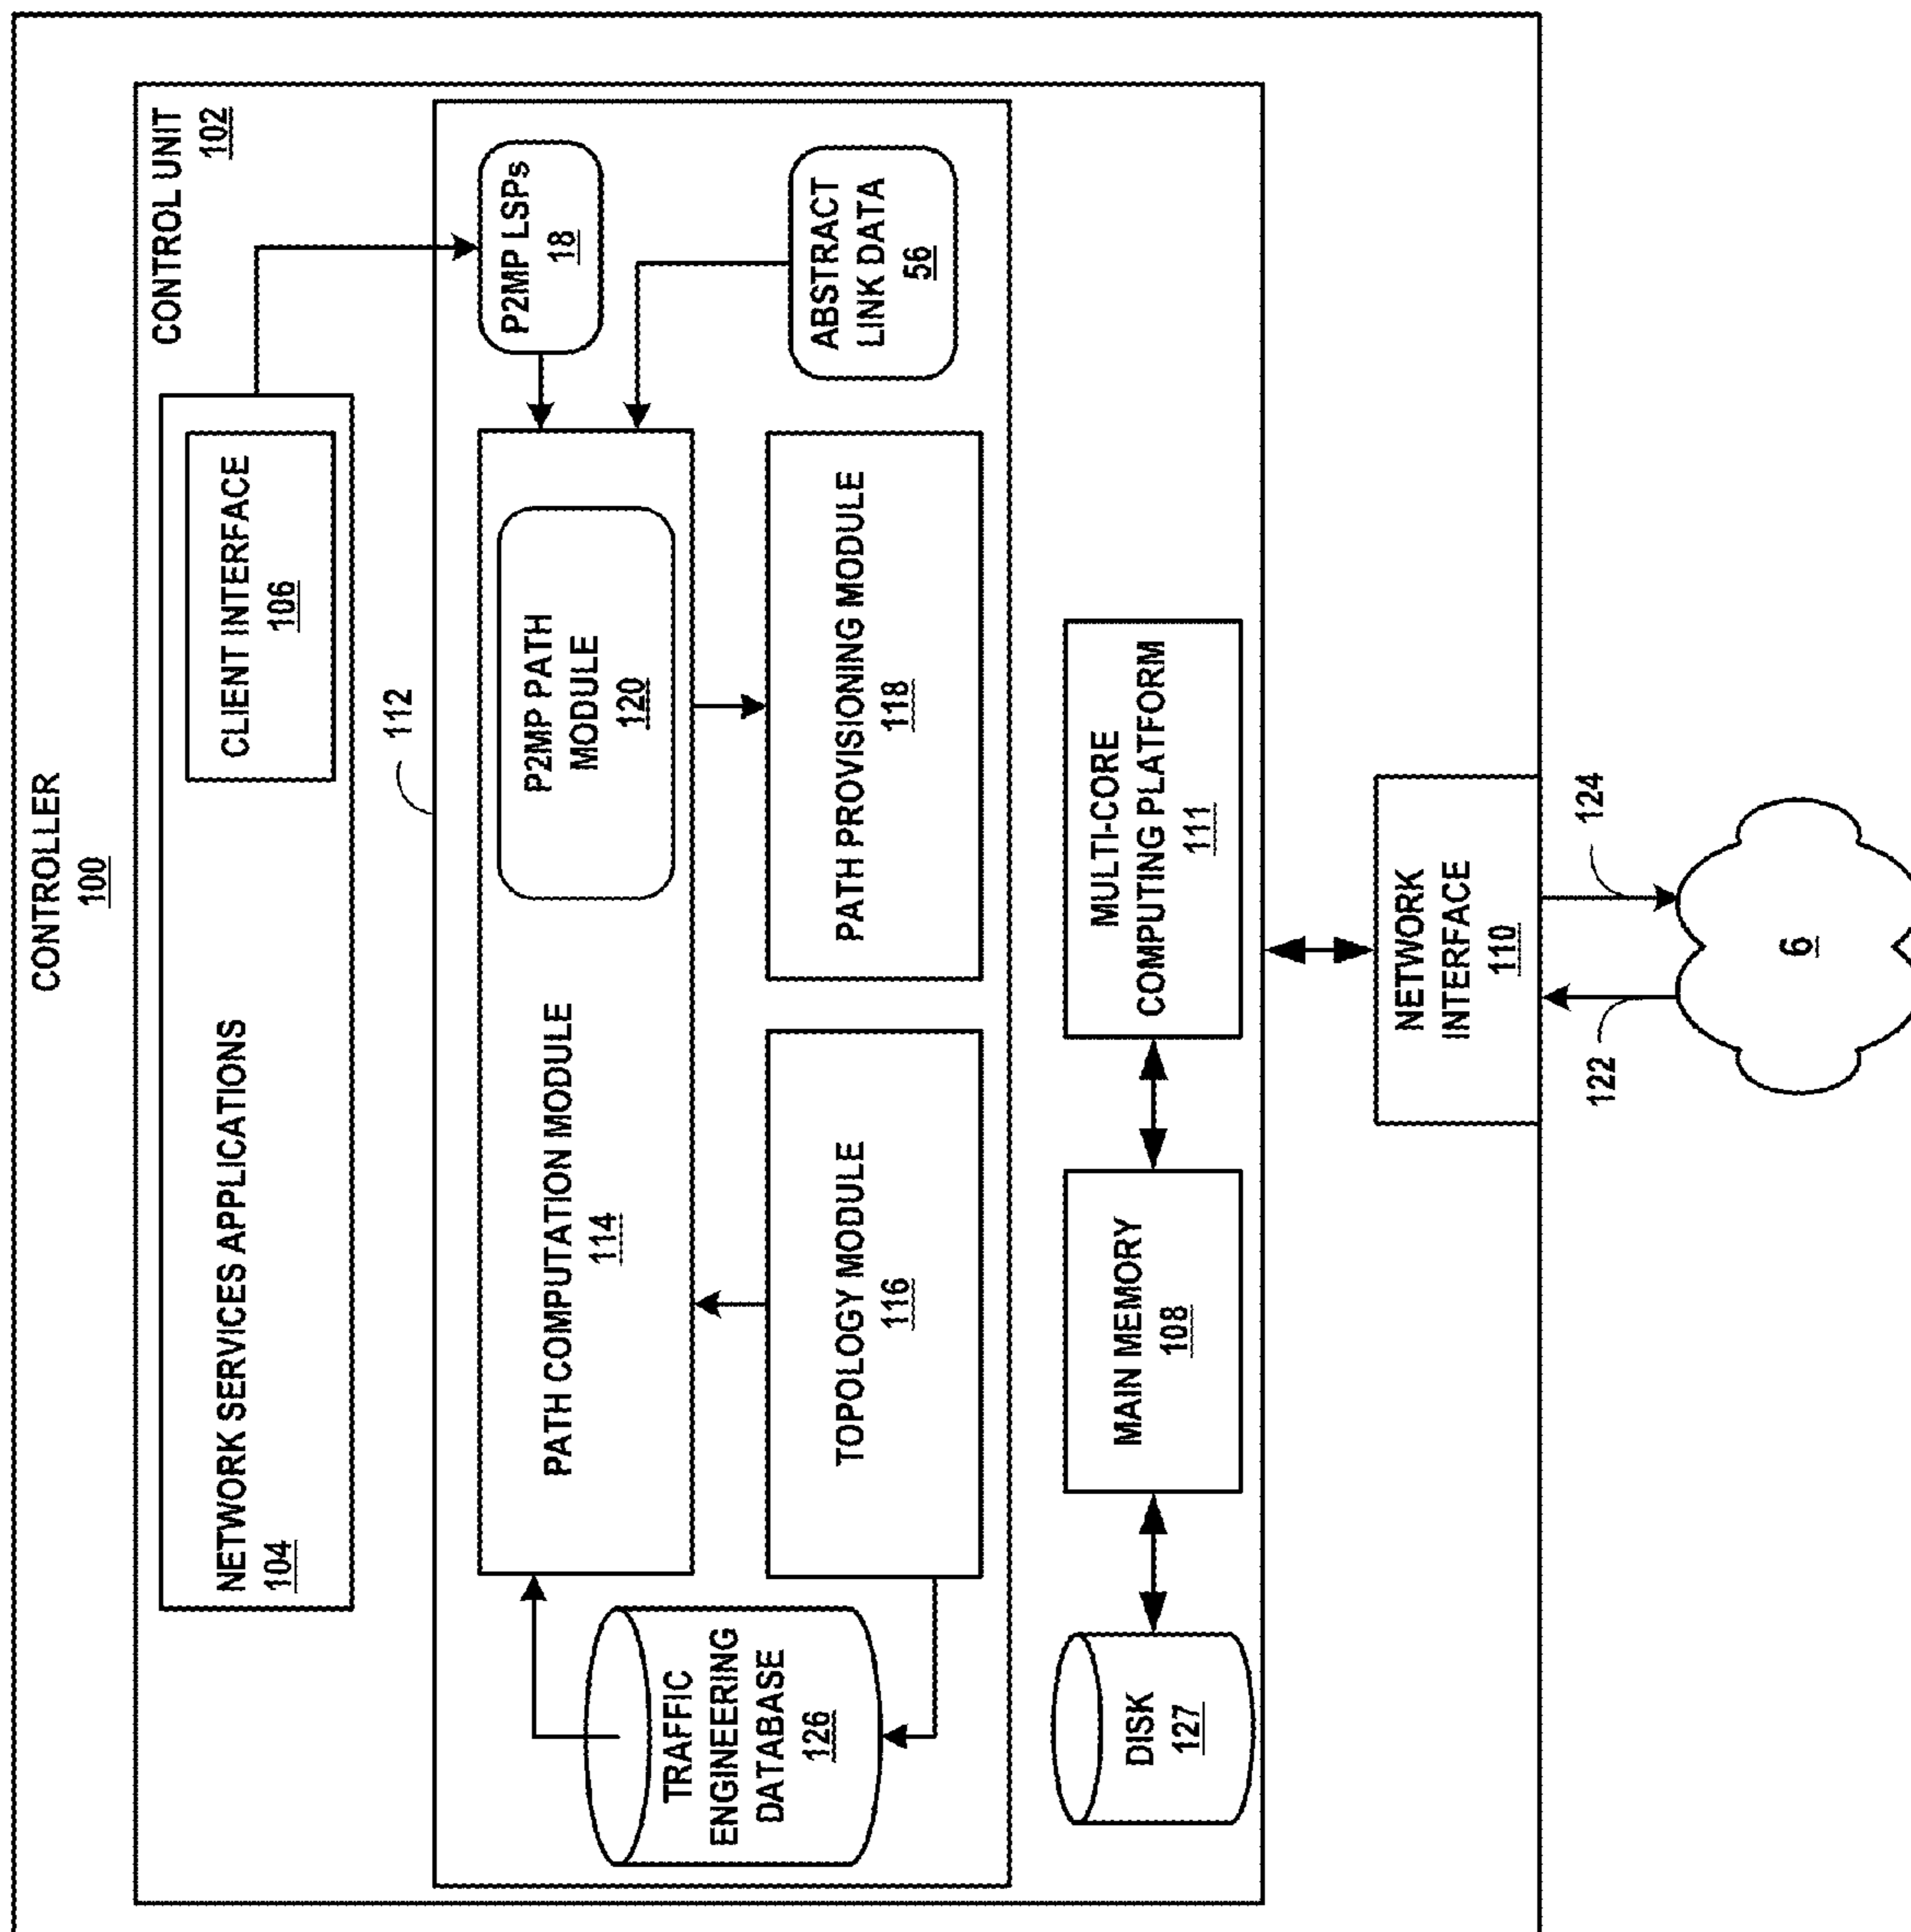 CONTROLLER
100
CONTROL UNIT
102
NETWORK SERVICES APPLICATIONS
104
CLIENT INTERFACE
106
112
TRAFFIC
ENGINEERING
DATABASE
126
PATH COMPUTATION MODULE
114
P2MP PATH
MODULE
120
P2MP LSPs
18
TOPOLOGY MODULE
116
PATH PROVISIONING MODULE
118
ABSTRACT
LINK DATA
56
DISK
127
MAIN MEMORY
108
MULTI-CORE
COMPUTING PLATFORM
111
NETWORK
INTERFACE
110
122
124
6